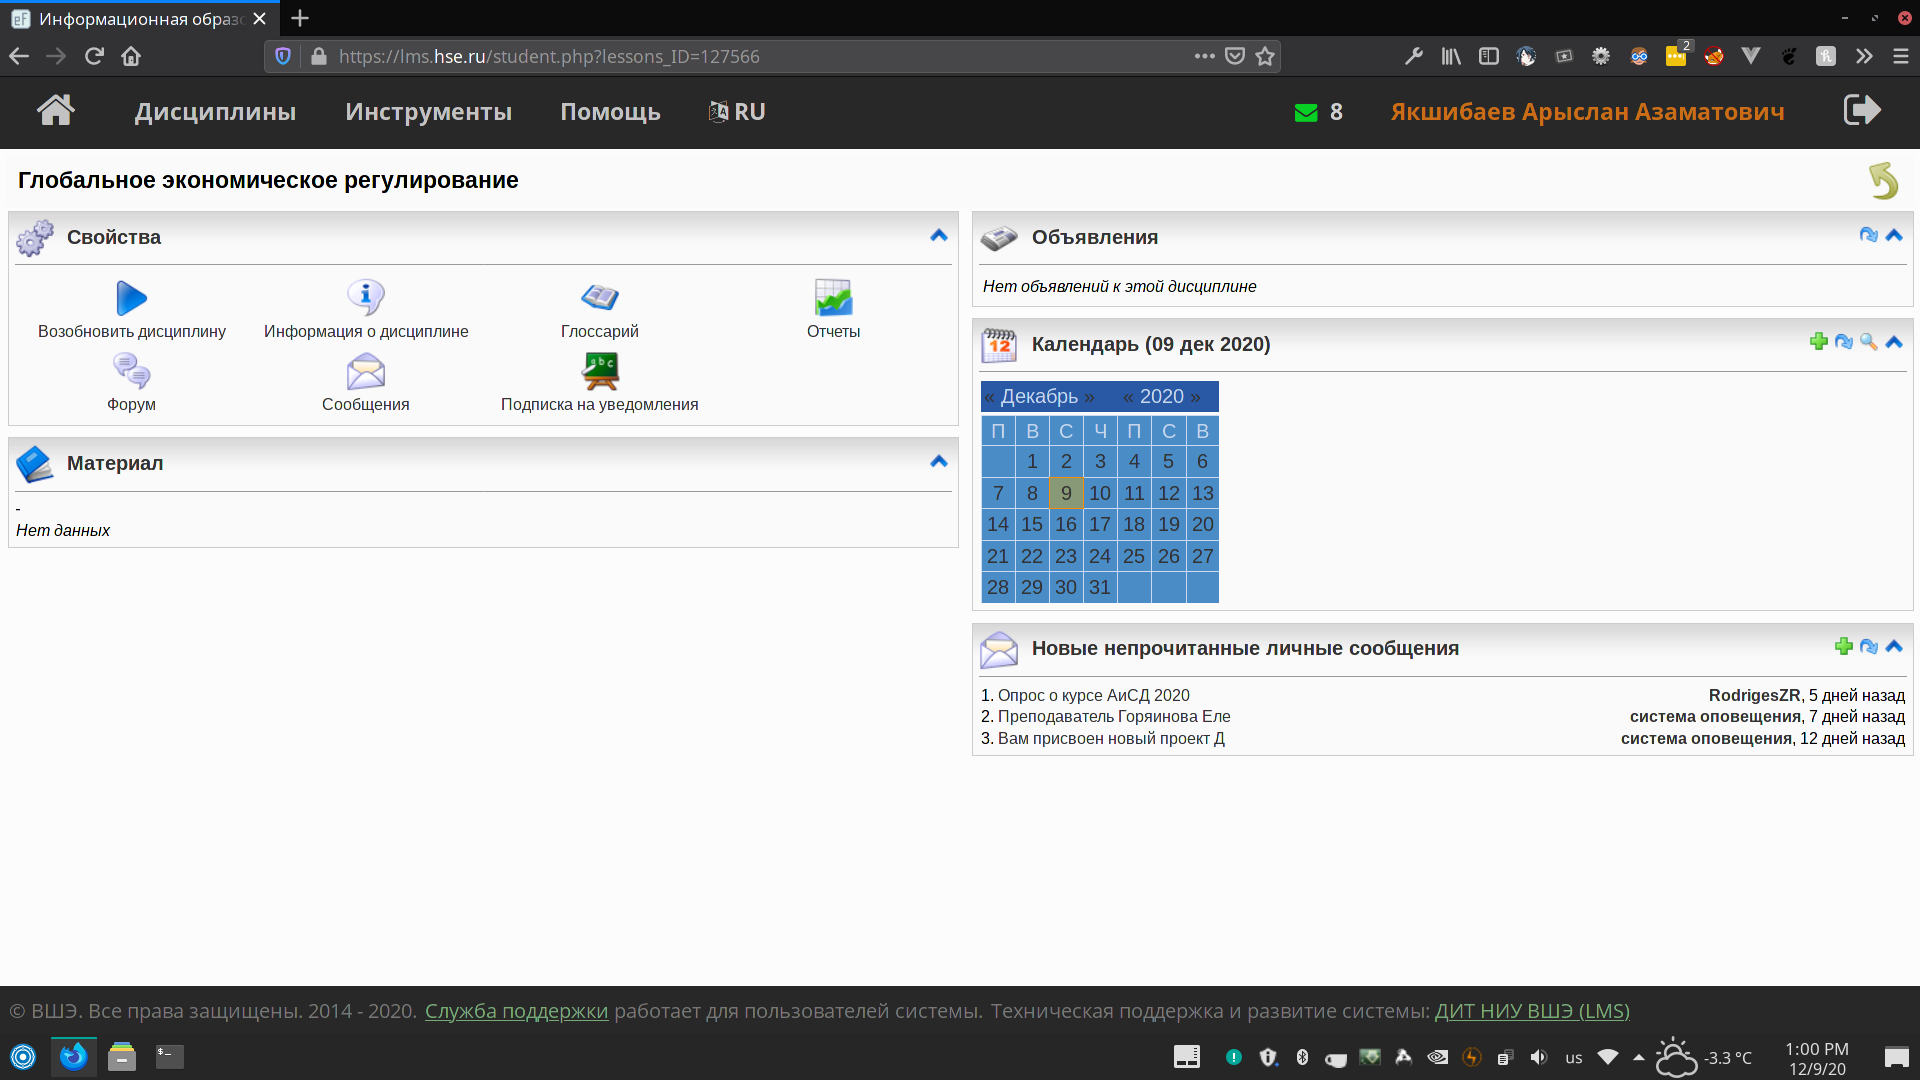 Информационная образо
https://lms.hse.ru/student.php?lessons_ID=127566
2
Дисциплины Инструменты Помощь RU 8 Якшибаев Арыслан Азаматович
Глобальное экономическое регулирование
Свойства
Возобновить дисциплину Информация о дисциплине Глоссарий Отчеты
Форум Сообщения Подписка на уведомления
Материал
-
Нет данных
Объявления
Нет объявлений к этой дисциплине
12
Календарь (09 дек 2020)
« Декабрь » « 2020 »
П В С Ч П С В
1 2 3 4 5 6
7 8 9 10 11 12 13
14 15 16 17 18 19 20
21 22 23 24 25 26 27
28 29 30 31
Новые непрочитанные личные сообщения
1. Опрос о курсе АиСД 2020 RodrigesZR, 5 дней назад
2. Преподаватель Горяинова Еле система оповещения, 7 дней назад
3. Вам присвоен новый проект Д система оповещения, 12 дней назад
© ВШЭ. Все права защищены. 2014 - 2020. Служба поддержки работает для пользователей системы. Техническая поддержка и развитие системы: ДИТ НИУ ВШЭ (LMS)
us -3.3 °C 1:00 PM
12/9/20